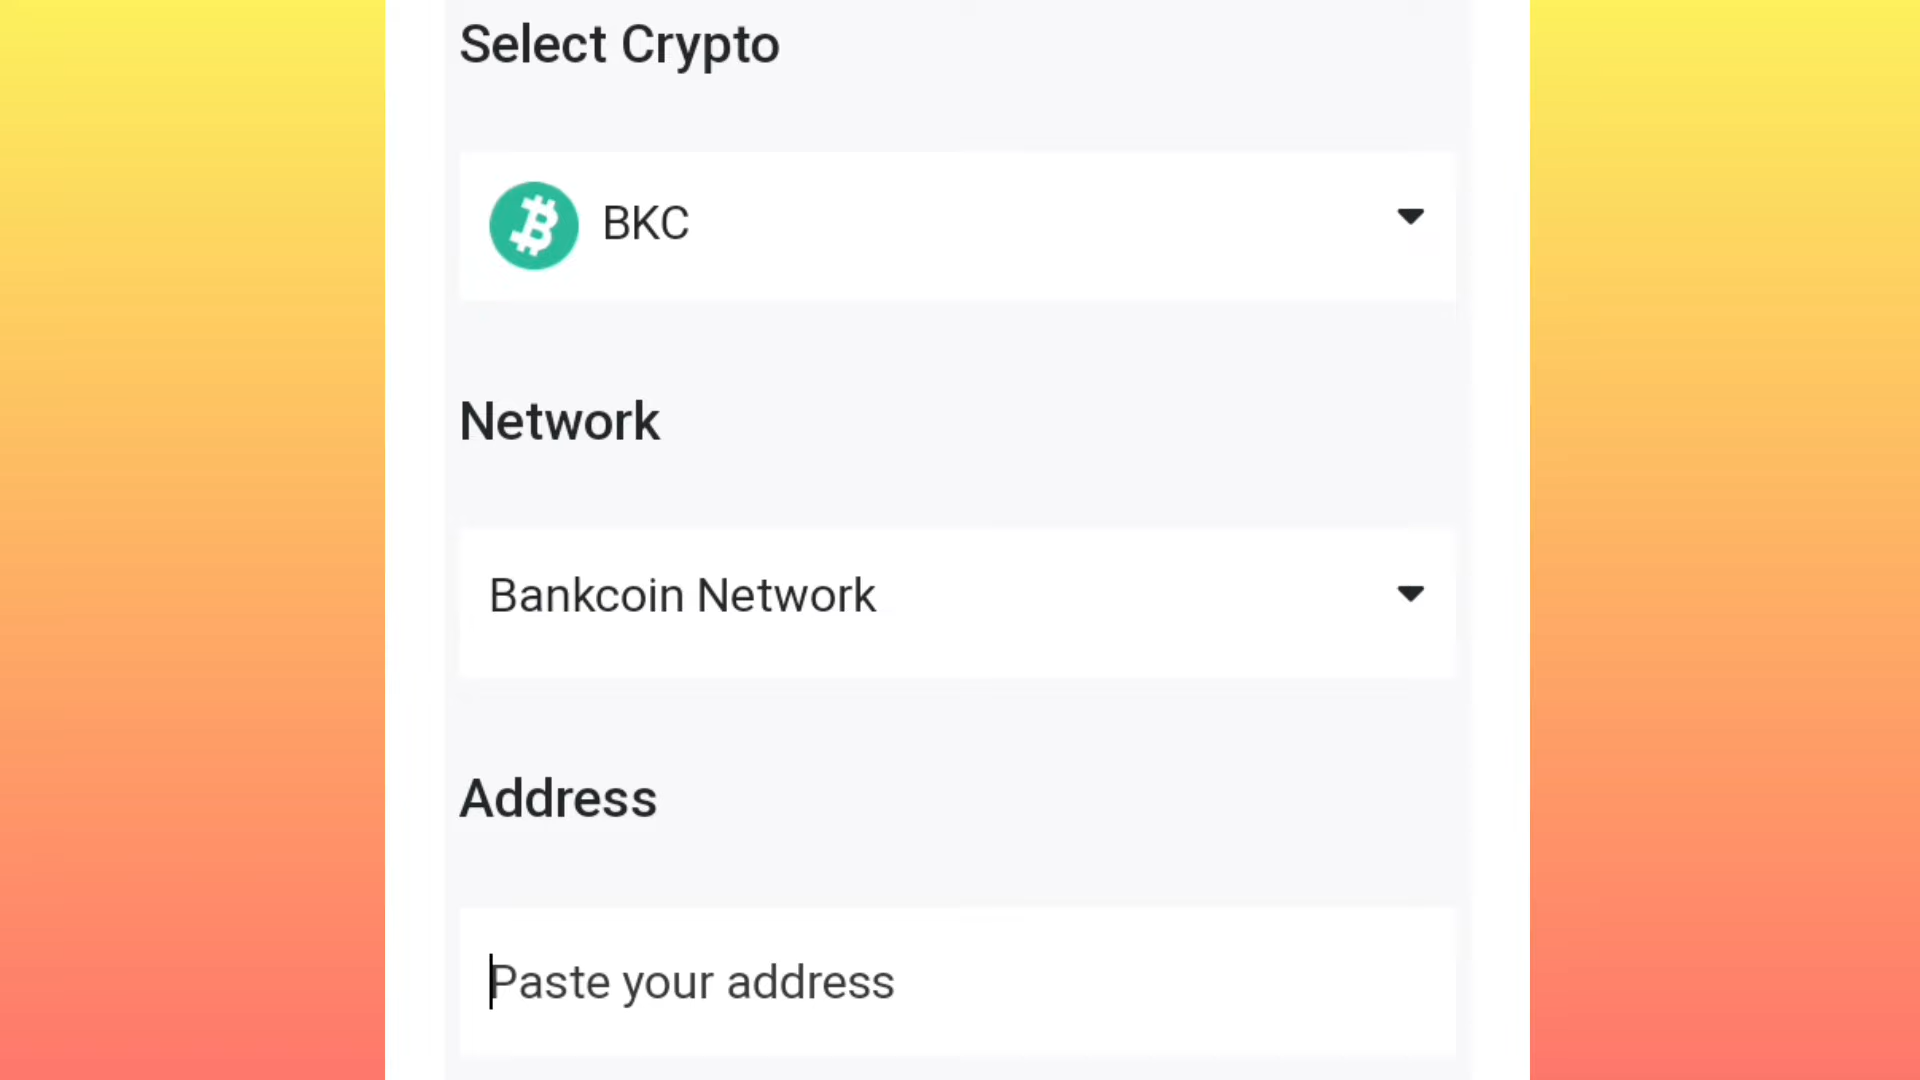 Select Crypto
BKC
Network
Bankcoin Network
Address
Paste your address